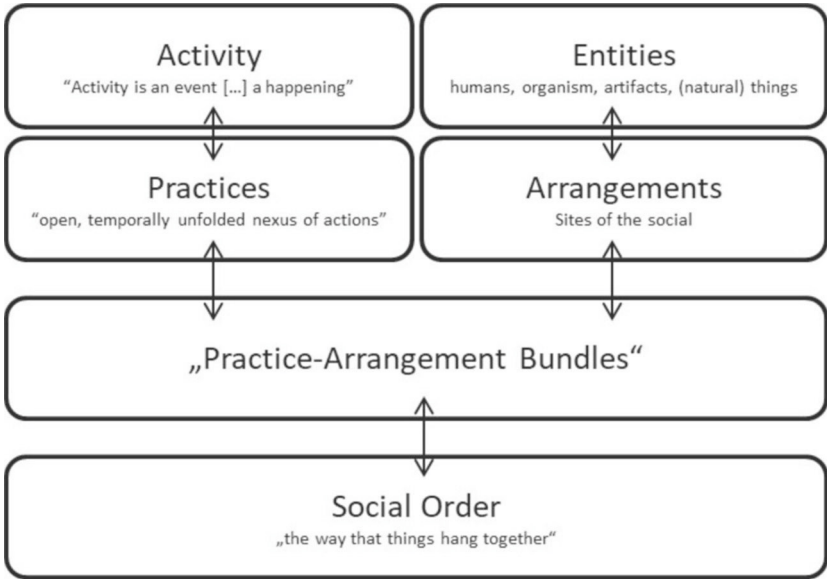 Activity
“Activity is an event [...] a happening”
Entities
humans, organism, artifacts, (natural) things
Practices
“open, temporally unfolded nexus of actions”
Arrangements
Sites of the social
„Practice-Arrangement Bundles“
Social Order
„the way that things hang together“